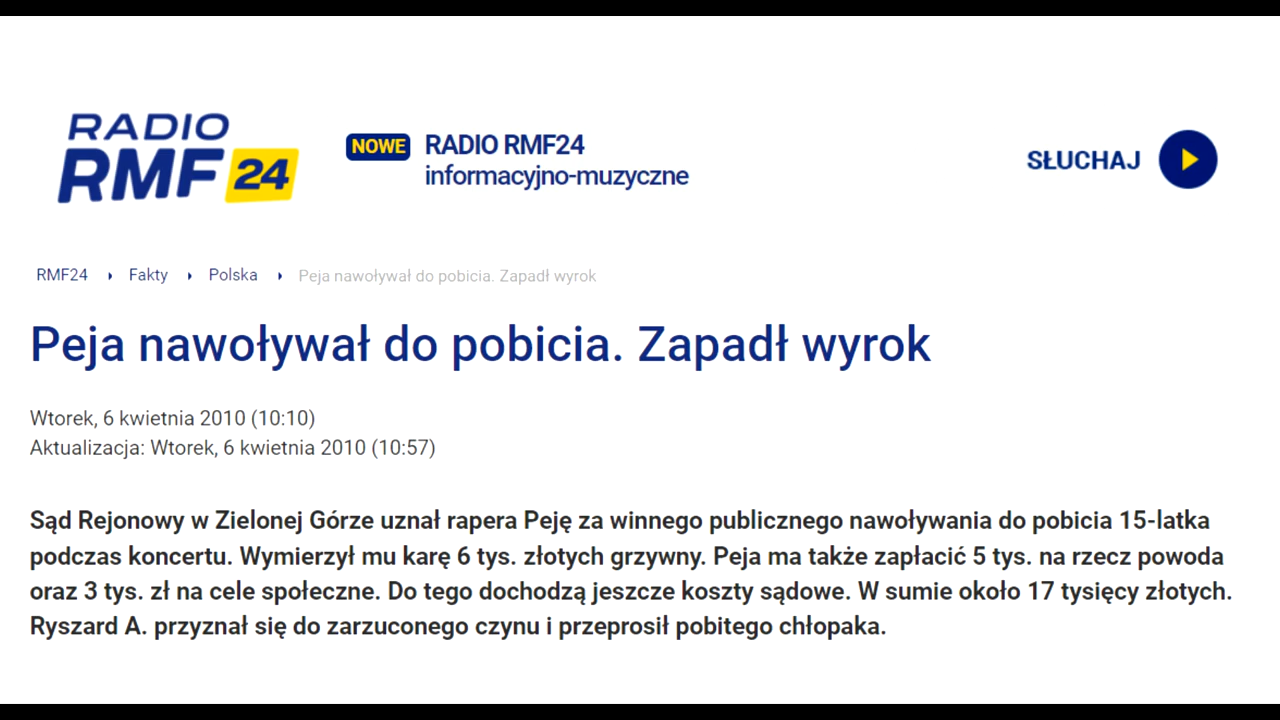 RADIO
RMF 24
NOWE RADIO RMF24
informacyjno-muzyczne
SŁUCHAJ
RMF24 Fakty Polska Peja nawoływał do pobicia. Zapadł wyrok
Peja nawoływał do pobicia. Zapadł wyrok
Wtorek, 6 kwietnia 2010 (10:10)
Aktualizacja: Wtorek, 6 kwietnia 2010 (10:57)
Sąd Rejonowy w Zielonej Górze uznał rapera Peję za winnego publicznego nawoływania do pobicia 15-latka
podczas koncertu. Wymierzył mu karę 6 tys. złotych grzywny. Peja ma także zapłacić 5 tys. na rzecz powoda
oraz 3 tys. zł na cele społeczne. Do tego dochodzą jeszcze koszty sądowe. W sumie około 17 tysięcy złotych.
Ryszard A. przyznał się do zarzuconego czynu i przeprosił pobitego chłopaka.